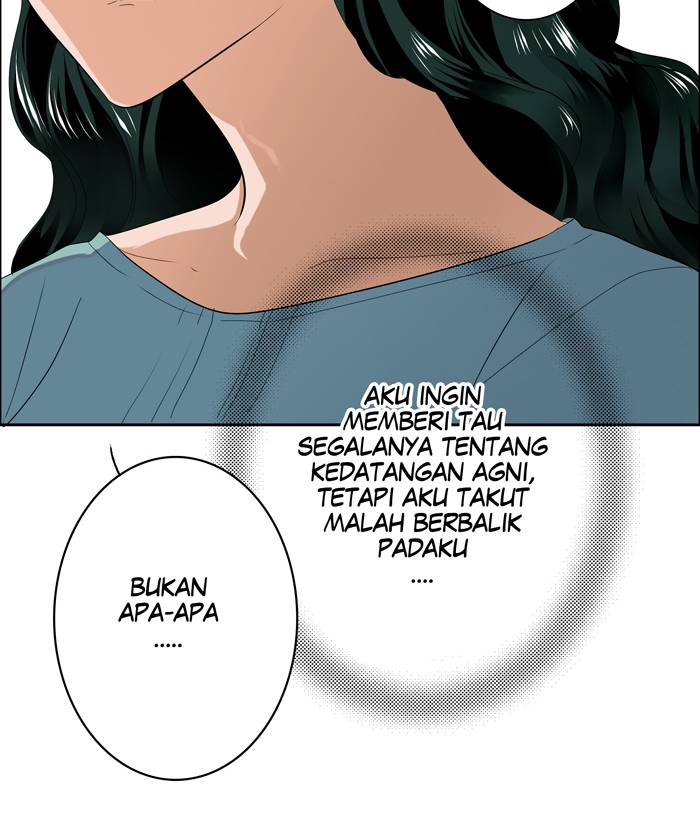 AKU INGIN
MEMBERI TAU
SEGALANYA TENTANG
KEDATANGAN AGNI,
TETAPI AKU TAKUT
MALAH BERBALIK
PADAKU
....
BUKAN
APA-APA
.....